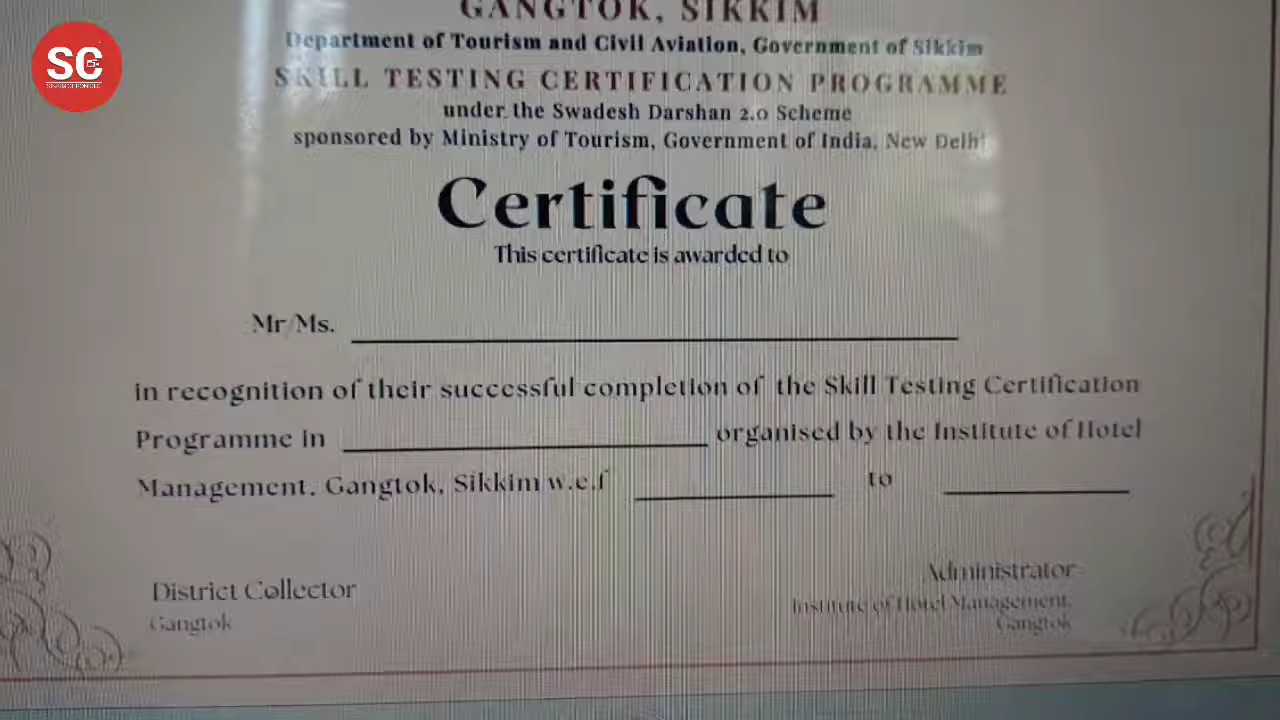 GANGTOK, SIKKIM
Department of Tourism and Civil Aviation, Government of Sikkim
SKILL TESTING CERTIFICATION PROGRAMME
under the Swadesh Darshan 2.0 Scheme
sponsored by Ministry of Tourism, Government of India, New Delhi
Certificate
This certificate is awarded to
Mr/Ms.
in recognition of their successful completion of the Skill Testing Certification
Programme in organised by the Institute of Hotel
Management, Gangtok, Sikkim w.e.f to
District Collector
Gangtok
Administrator
Institute of Hotel Management,
Gangtok
SC
SIKKIM CHRONICLE